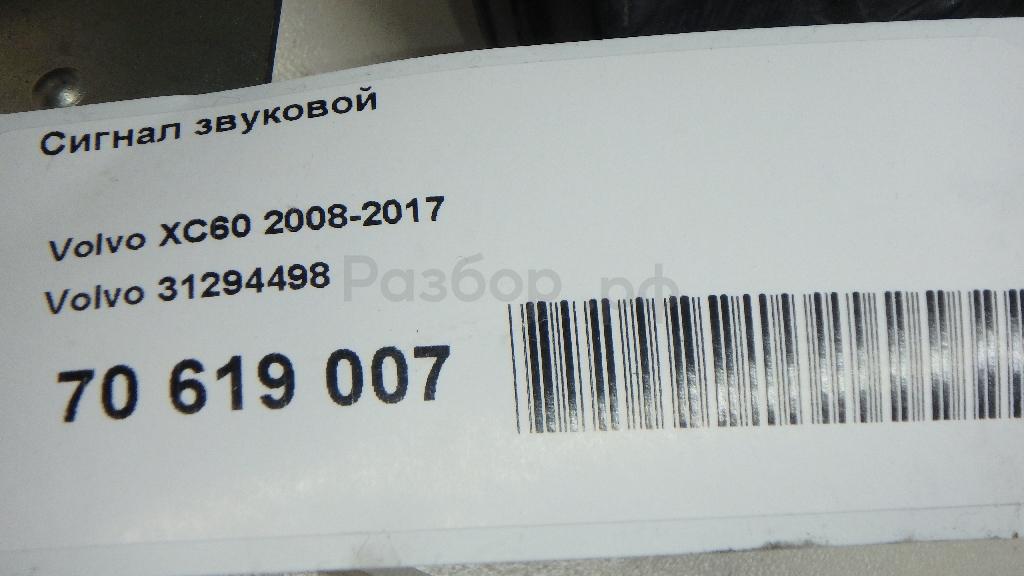 Сигнал звуковой
Volvo XC60 2008-2017
Volvo 31294498
Разбор.рф
70 619 007